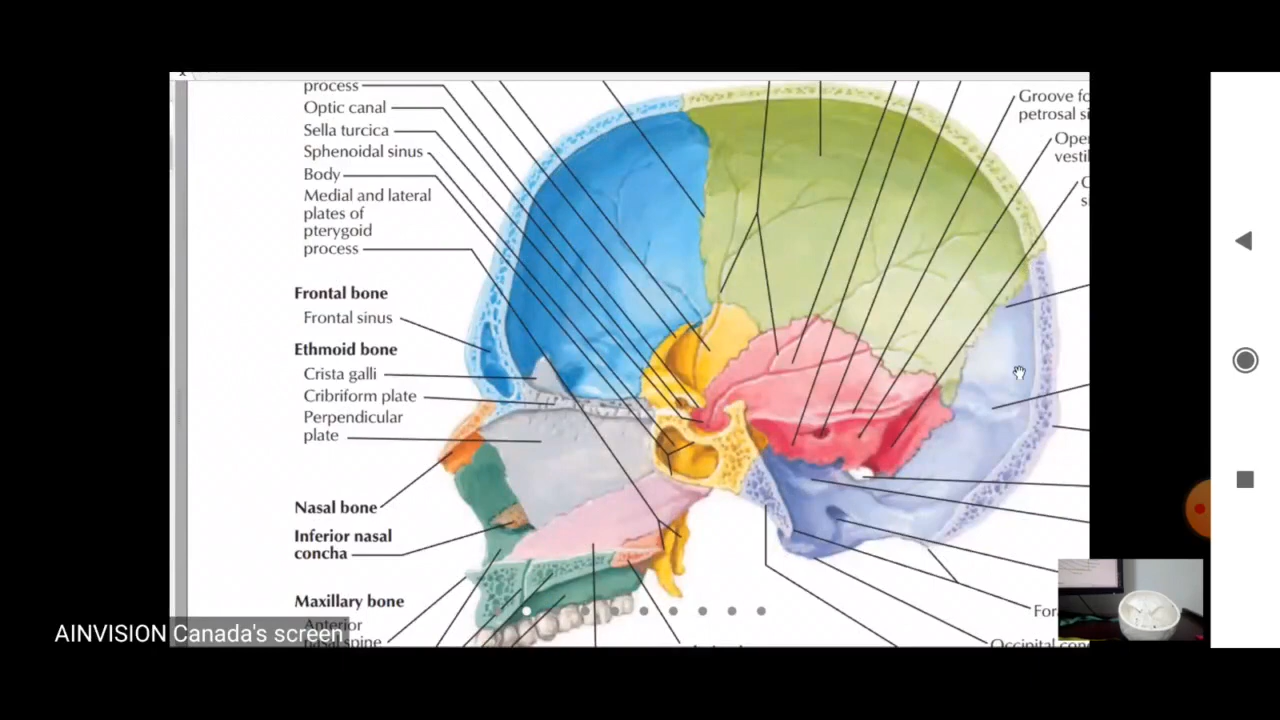 process
Optic canal
Sella turcica
Sphenoidal sinus
Body
Medial and lateral
plates of
pterygoid
process
Frontal bone
Frontal sinus
Ethmoid bone
Crista galli
Cribriform plate
Perpendicular
plate
Nasal bone
Inferior nasal
concha
Maxillary bone
Anterior
nasal spine
Groove fo
petrosal si
Ope
vesti
Fo
Occipital con
AINVISION Canada's screen